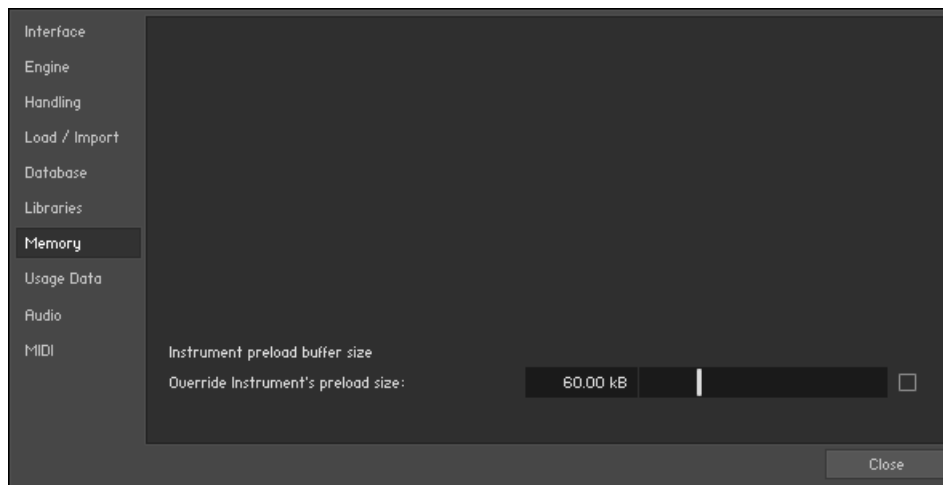 Interface
Engine
Handling
Load / Import
Database
Libraries
Memory
Usage Data
Audio
MIDI
Instrument preload buffer size
Override Instrument's preload size: 60.00 kB
Close